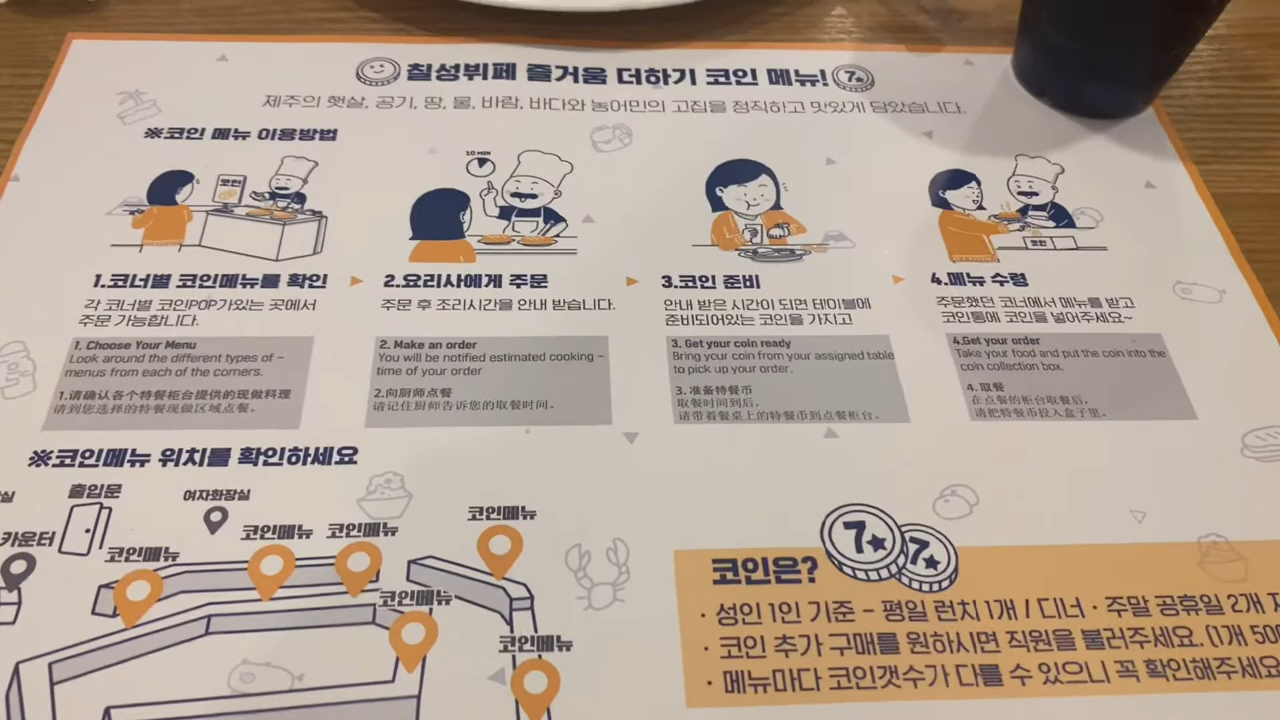 칠성뷔페 즐거움 더하기 코인 메뉴!
7
제주의 햇살, 공기, 땅, 물, 바람, 바다와 농어민의 고집을 정직하고 맛있게 담았습니다.
※코인 메뉴 이용방법
코인
10 MIN
코인
1.코너별 코인메뉴를 확인
각 코너별 코인POP가있는 곳에서
주문 가능합니다.
1. Choose Your Menu
Look around the different types of –
menus from each of the corners.
1.请确认各个特餐柜台提供的现做料理
请到您选择的特餐现做区域点餐。
2.요리사에게 주문
주문 후 조리시간을 안내 받습니다.
2. Make an order
You will be notified estimated cooking –
time of your order
2.向厨师点餐
请记住厨师告诉您的取餐时间。
3.코인 준비
안내 받은 시간이 되면 테이블에
준비되어있는 코인을 가지고
3. Get your coin ready
Bring your coin from your assigned table
to pick up your order.
3. 准备特餐币
取餐时间到后，
请带着餐桌上的特餐币到点餐柜台。
4.메뉴 수령
주문했던 코너에서 메뉴를 받고
코인통에 코인을 넣어주세요~
4.Get your order
Take your food and put the coin into the
coin collection box.
4. 取餐
在点餐的柜台取餐后，
请把特餐币投入盒子里。
※코인메뉴 위치를 확인하세요
출입문
여자화장실
카운터
코인메뉴
코인메뉴
코인메뉴
코인메뉴
코인메뉴
코인메뉴
7
7
코인은?
· 성인 1인 기준 - 평일 런치 1개 / 디너 · 주말 공휴일 2개
· 코인 추가 구매를 원하시면 직원을 불러주세요. (1개
· 메뉴마다 코인갯수가 다를 수 있으니 꼭 확인해주세요